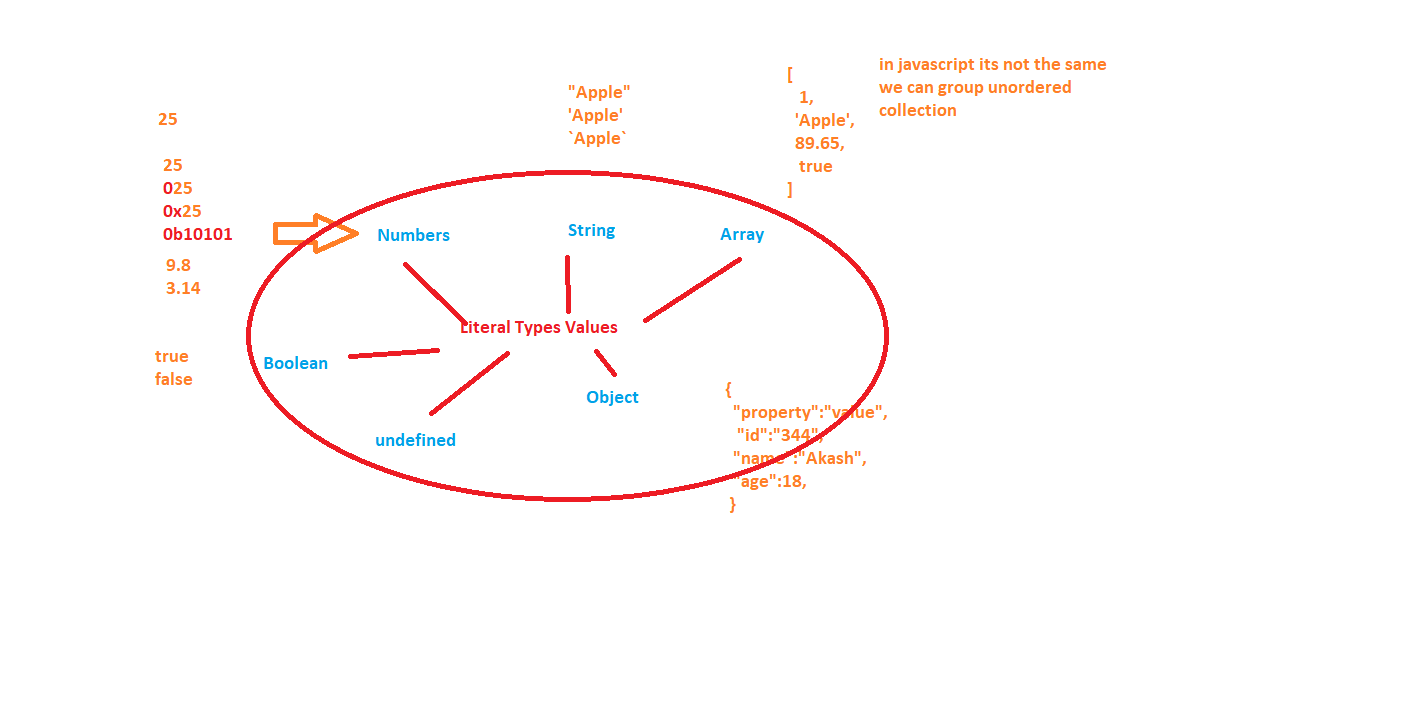 in javascript its not the same
we can group unordered
collection
[
1,
'Apple',
89.65,
true
]
"Apple"
'Apple'
`Apple`
25
25
025
0x25
0b10101
9.8
3.14
Numbers
String
Array
Literal Types Values
true
false
Boolean
Object
undefined
{
"property":"value",
"id":"344",
"name":"Akash",
"age":18,
}